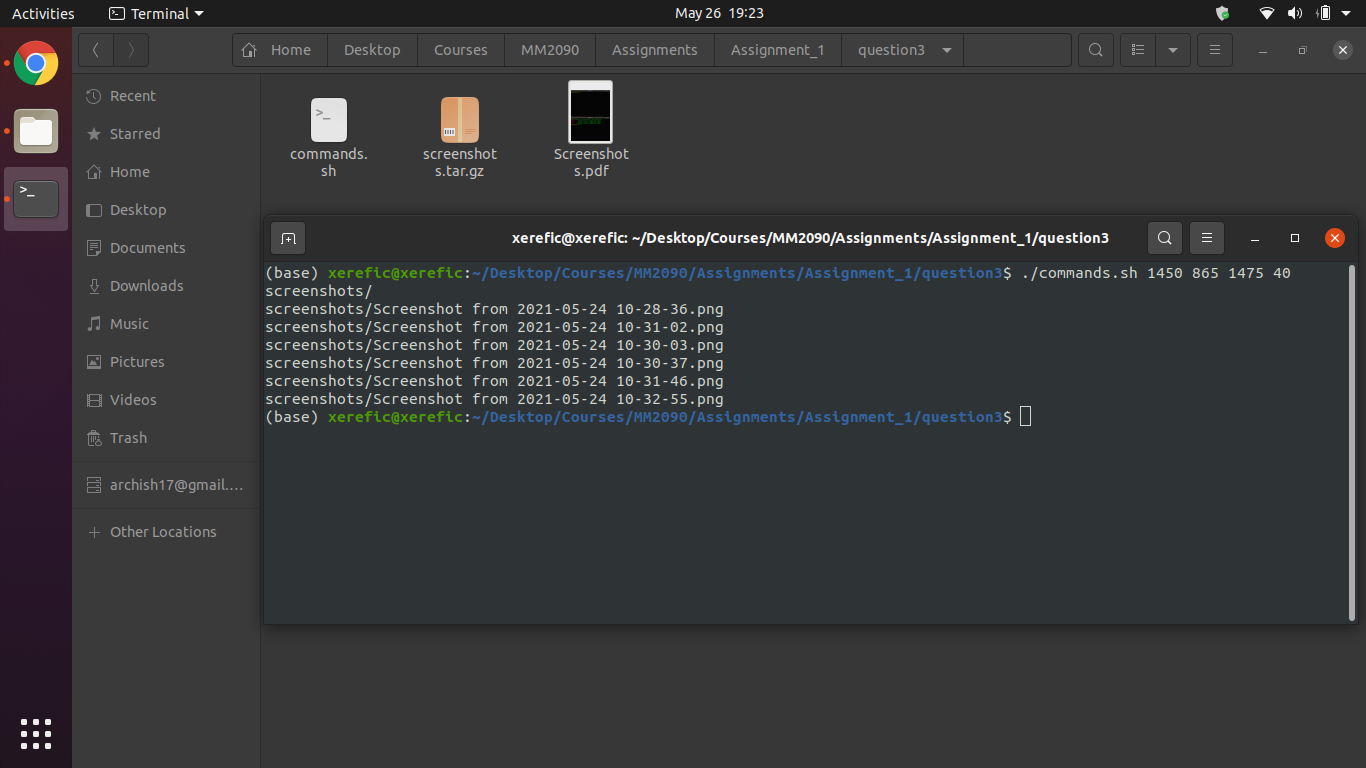 Activities Terminal May 26 19:23
Home Desktop Courses MM2090 Assignments Assignment_1 question3
Recent
Starred
Home
Desktop
Documents
Downloads
Music
Pictures
Videos
Trash
archish17@gmail.…
Other Locations
commands.
sh
screenshot
s.tar.gz
Screenshot
s.pdf
xerefic@xerefic: ~/Desktop/Courses/MM2090/Assignments/Assignment_1/question3
(base) xerefic@xerefic:~/Desktop/Courses/MM2090/Assignments/Assignment_1/question3$ ./commands.sh 1450 865 1475 40
screenshots/
screenshots/Screenshot from 2021-05-24 10-28-36.png
screenshots/Screenshot from 2021-05-24 10-31-02.png
screenshots/Screenshot from 2021-05-24 10-30-03.png
screenshots/Screenshot from 2021-05-24 10-30-37.png
screenshots/Screenshot from 2021-05-24 10-31-46.png
screenshots/Screenshot from 2021-05-24 10-32-55.png
(base) xerefic@xerefic:~/Desktop/Courses/MM2090/Assignments/Assignment_1/question3$